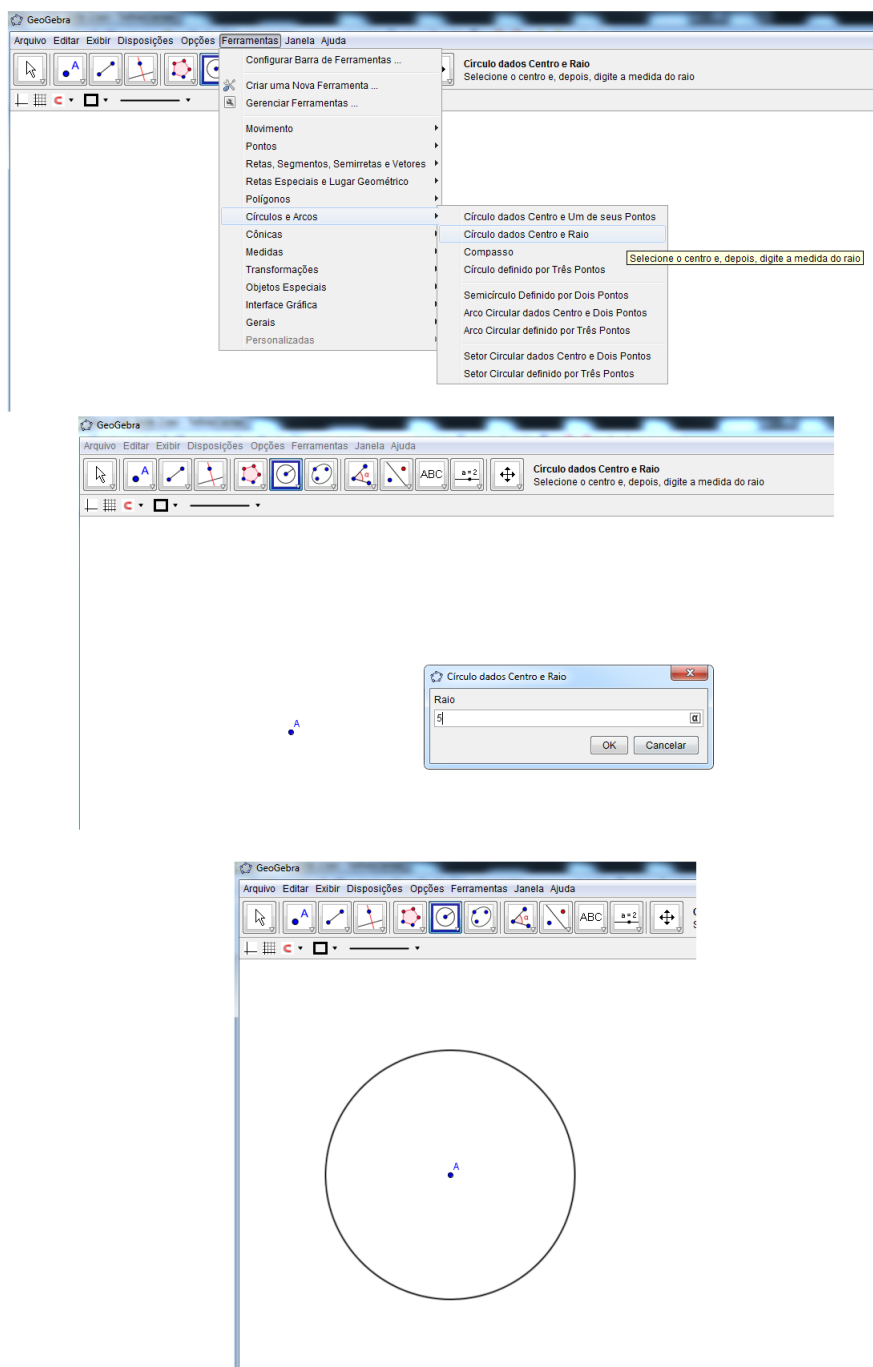 GeoGebra
Arquivo Editar Exibir Disposições Opções Ferramentas Janela Ajuda
A
Configurar Barra de Ferramentas ...
Criar uma Nova Ferramenta ...
Gerenciar Ferramentas ...
Movimento
Pontos
Retas, Segmentos, Semirretas e Vetores
Retas Especiais e Lugar Geométrico
Polígonos
Círculos e Arcos
Cônicas
Medidas
Transformações
Objetos Especiais
Interface Gráfica
Gerais
Personalizadas
Círculo dados Centro e Raio
Selecione o centro e, depois, digite a medida do raio
Círculo dados Centro e Um de seus Pontos
Círculo dados Centro e Raio
Compasso
Círculo definido por Três Pontos
Semicírculo Definido por Dois Pontos
Arco Circular dados Centro e Dois Pontos
Arco Circular definido por Três Pontos
Setor Circular dados Centro e Dois Pontos
Setor Circular definido por Três Pontos
Selecione o centro e, depois, digite a medida do raio
GeoGebra
Arquivo Editar Exibir Disposições Opções Ferramentas Janela Ajuda
A
α
ABC
a=2
Círculo dados Centro e Raio
Selecione o centro e, depois, digite a medida do raio
A
Círculo dados Centro e Raio
Raio
5
α
OK Cancelar
GeoGebra
Arquivo Editar Exibir Disposições Opções Ferramentas Janela Ajuda
A
α
ABC
a=2
A